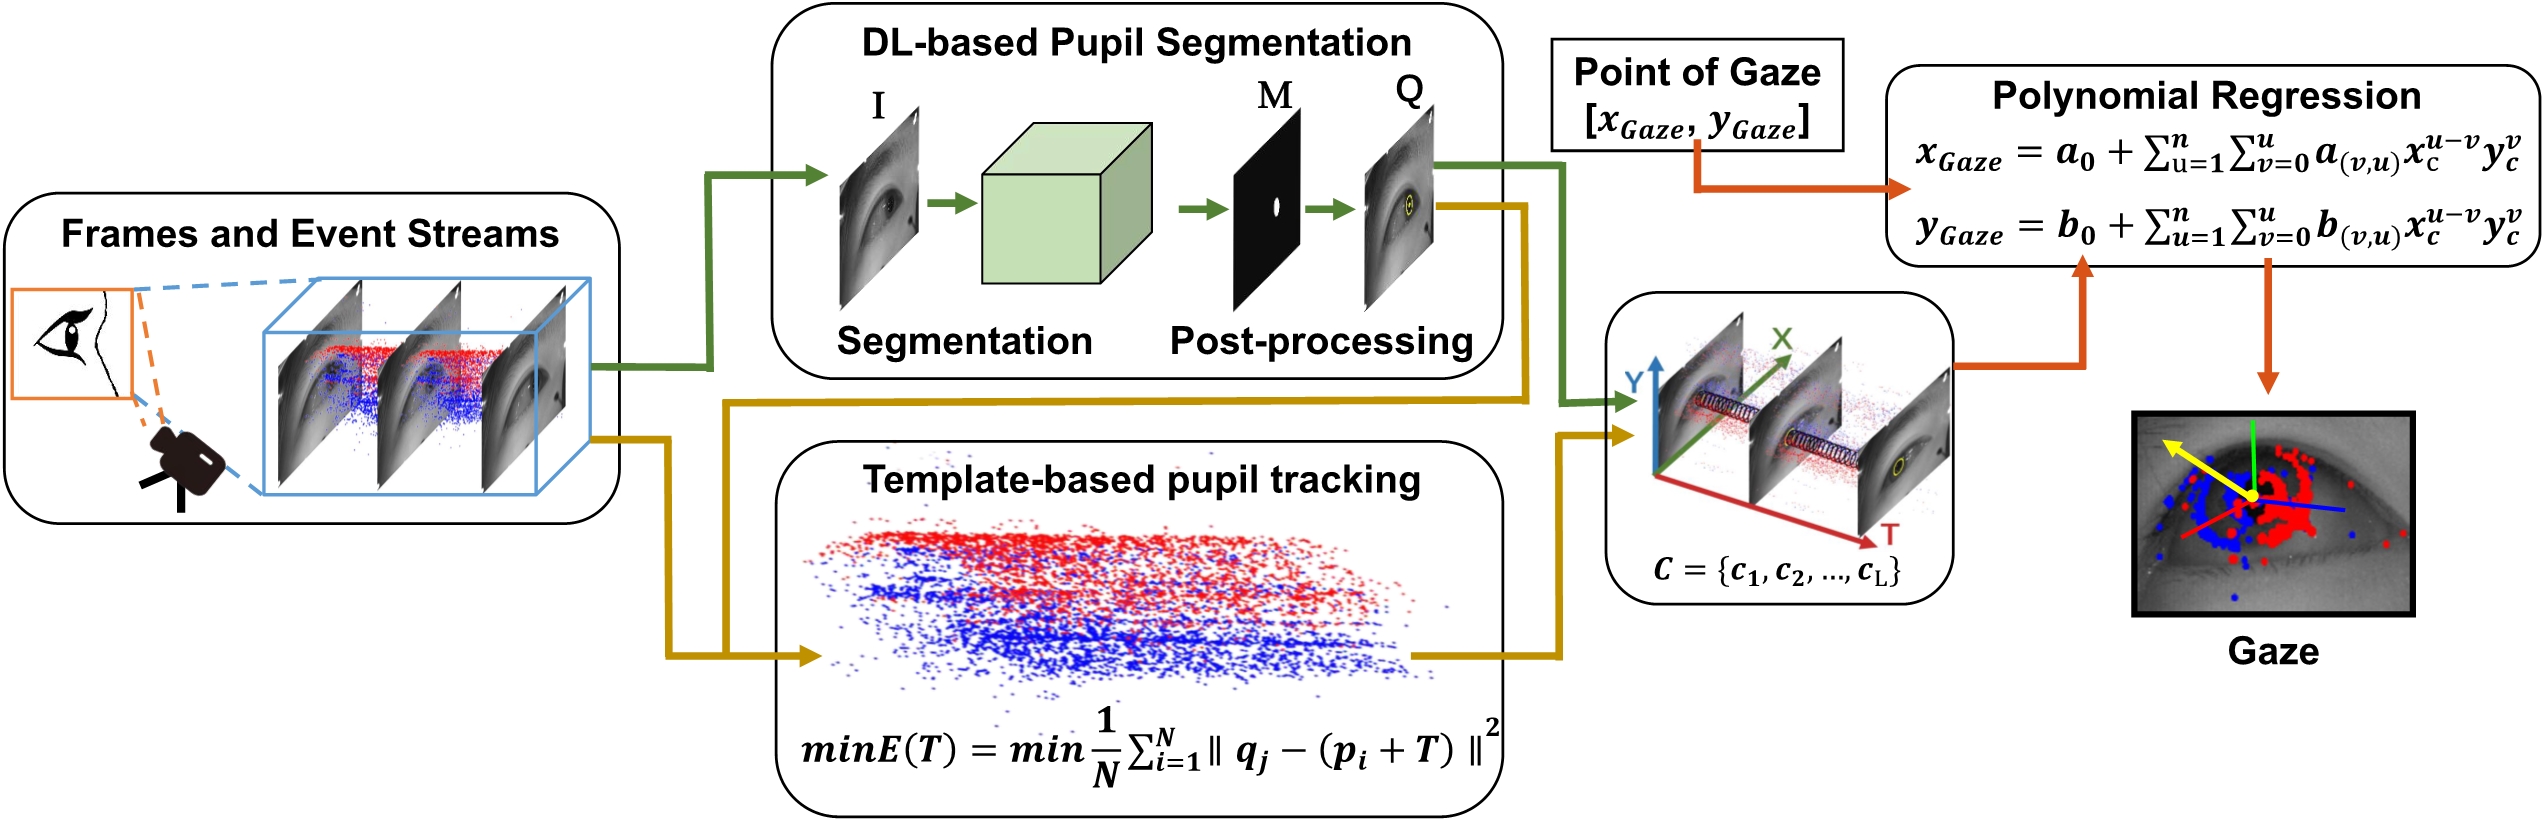 Frames and Event Streams
DL-based Pupil Segmentation
I
M
Q
Segmentation
Post-processing
Template-based pupil tracking
minE(T) = min \frac{1}{N} \sum_{i=1}^{N} ‖ q_j − (p_i + T) ‖^2
Point of Gaze
[x_{Gaze}, y_{Gaze}]
Y
X
T
C = {c_1, c_2, ..., c_L}
Polynomial Regression
x_{Gaze} = a_0 + \sum_{u=1}^{n} \sum_{v=0}^{u} a_{(v,u)} x_c^{u−v} y_c^v
y_{Gaze} = b_0 + \sum_{u=1}^{n} \sum_{v=0}^{u} b_{(v,u)} x_c^{u−v} y_c^v
Gaze